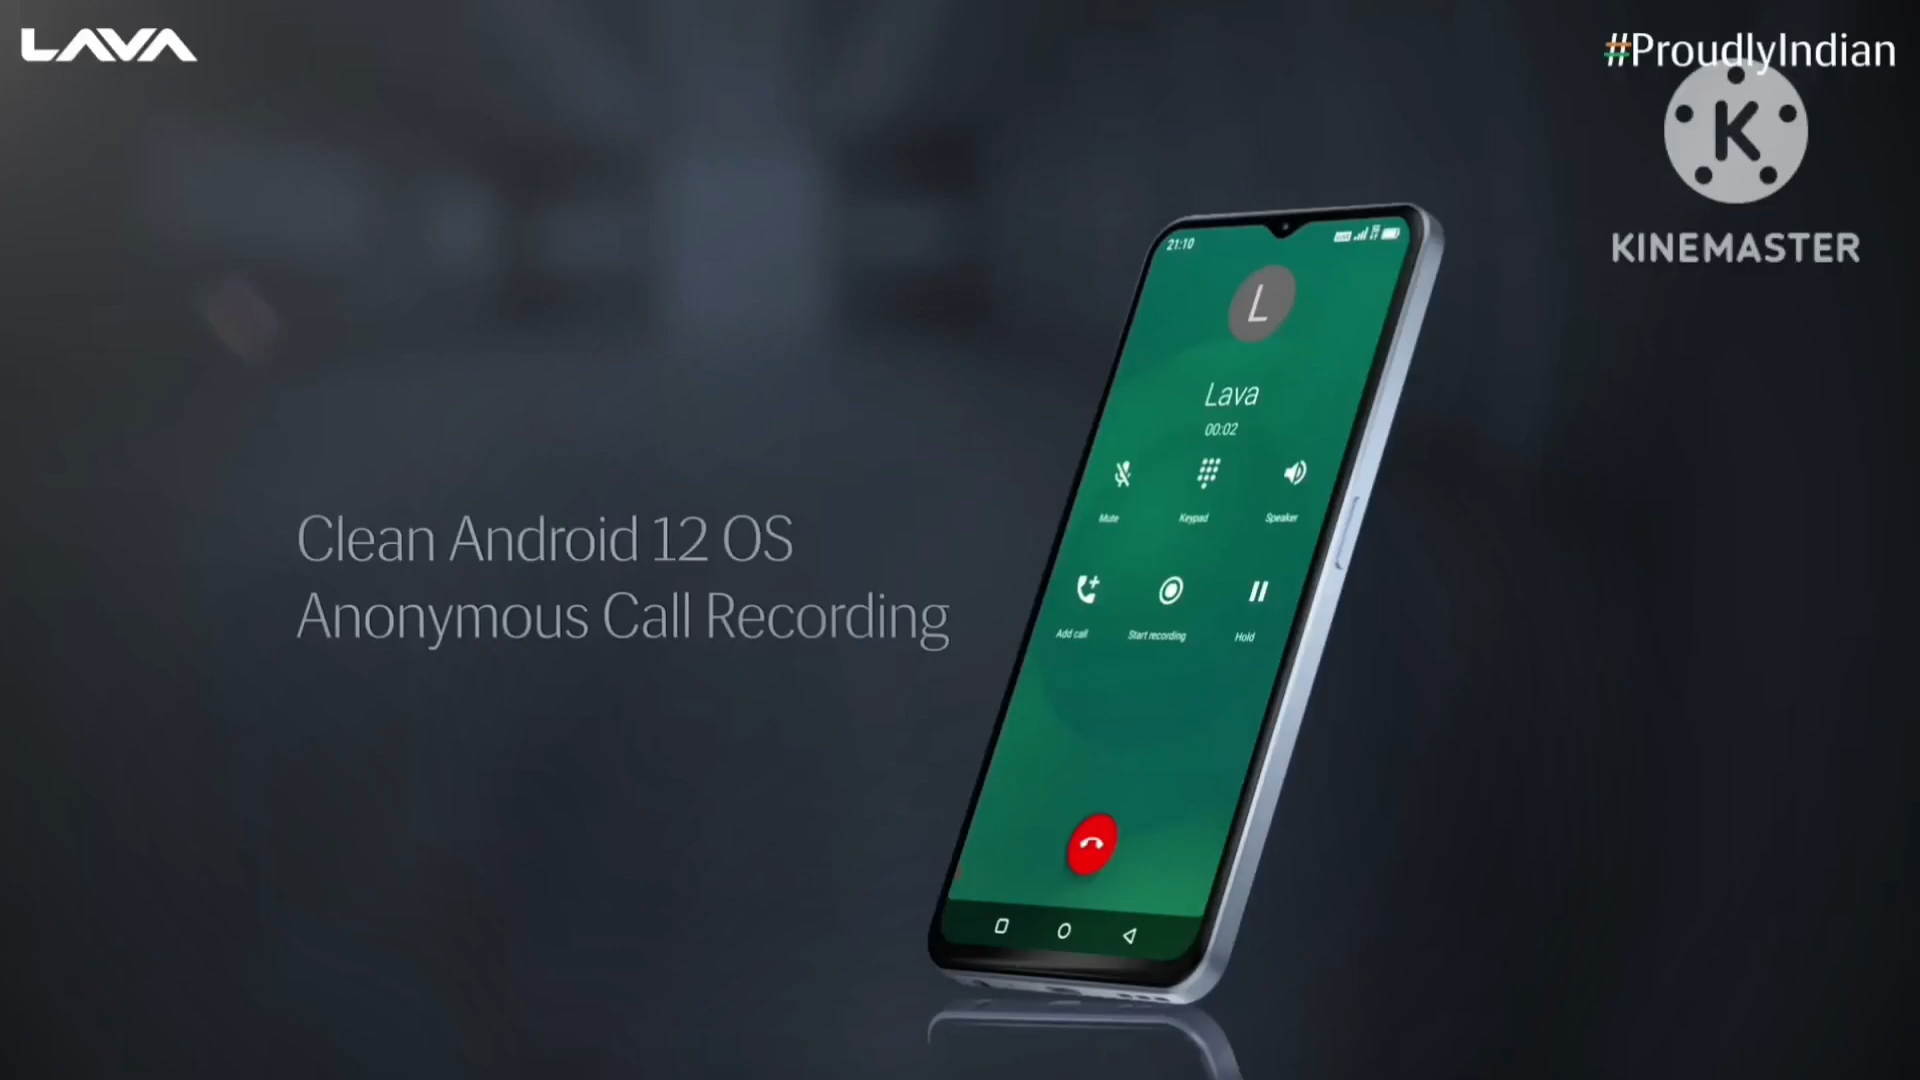 LAVA
#ProudlyIndian
K
KINEMASTER
21:10
L
Lava
00:02
Mute
Keypad
Speaker
Add call
Start recording
Hold
Clean Android 12 OS
Anonymous Call Recording